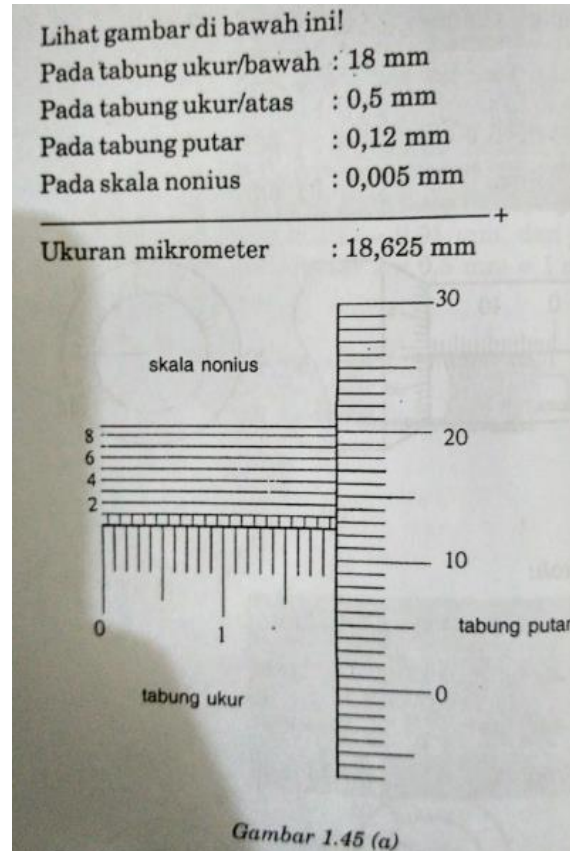 Lihat gambar di bawah ini!
Pada tabung ukur/bawah : 18 mm
Pada tabung ukur/atas : 0,5 mm
Pada tabung putar : 0,12 mm
Pada skala nonius : 0,005 mm
+
Ukuran mikrometer : 18,625 mm
30
skala nonius
8
20
6
4
2
10
0
1
tabung putar
tabung ukur
0
Gambar 1.45 (a)